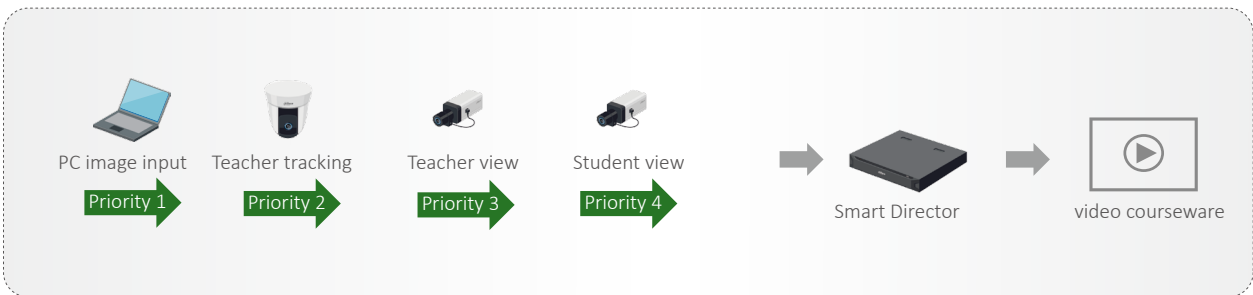 PC image input
Priority 1
Teacher tracking
Priority 2
Teacher view
Priority 3
Student view
Priority 4
Smart Director
video courseware